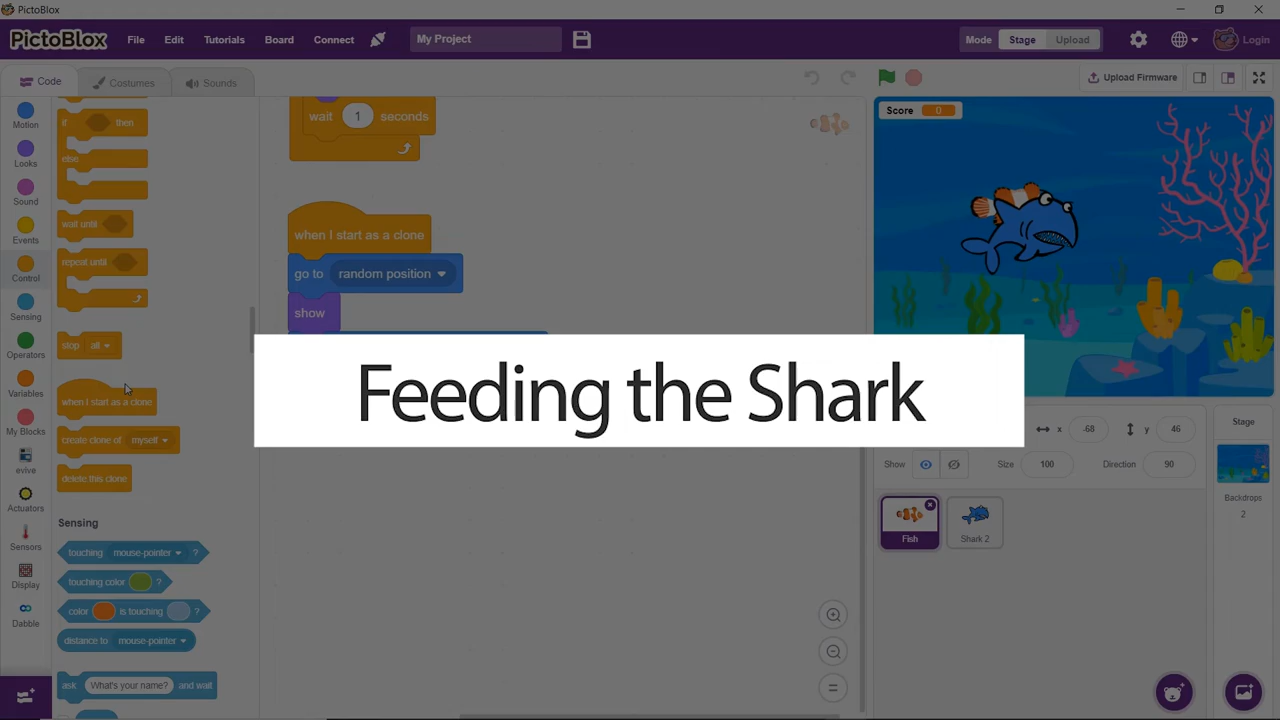 PictoBlox
PictoBlox File Edit Tutorials Board Connect My Project Mode Stage Upload Login
Code Costumes Sounds Upload Firmware
Motion
Looks
Sound
Events
Control
Sensing
Operators
Variables
My Blocks
evive
Actuators
Sensors
Display
Dabble
if then
else
wait until
repeat until
stop all
when I start as a clone
create clone of myself
delete this clone
Sensing
touching mouse-pointer ?
touching color ?
color is touching ?
distance to mouse-pointer
ask What's your name? and wait
wait 1 seconds
when I start as a clone
go to random position
show
Feeding the Shark
Score 0
x -68 y 46
Show Size 100 Direction 90
Fish
Shark 2
Stage
Backdrops
2